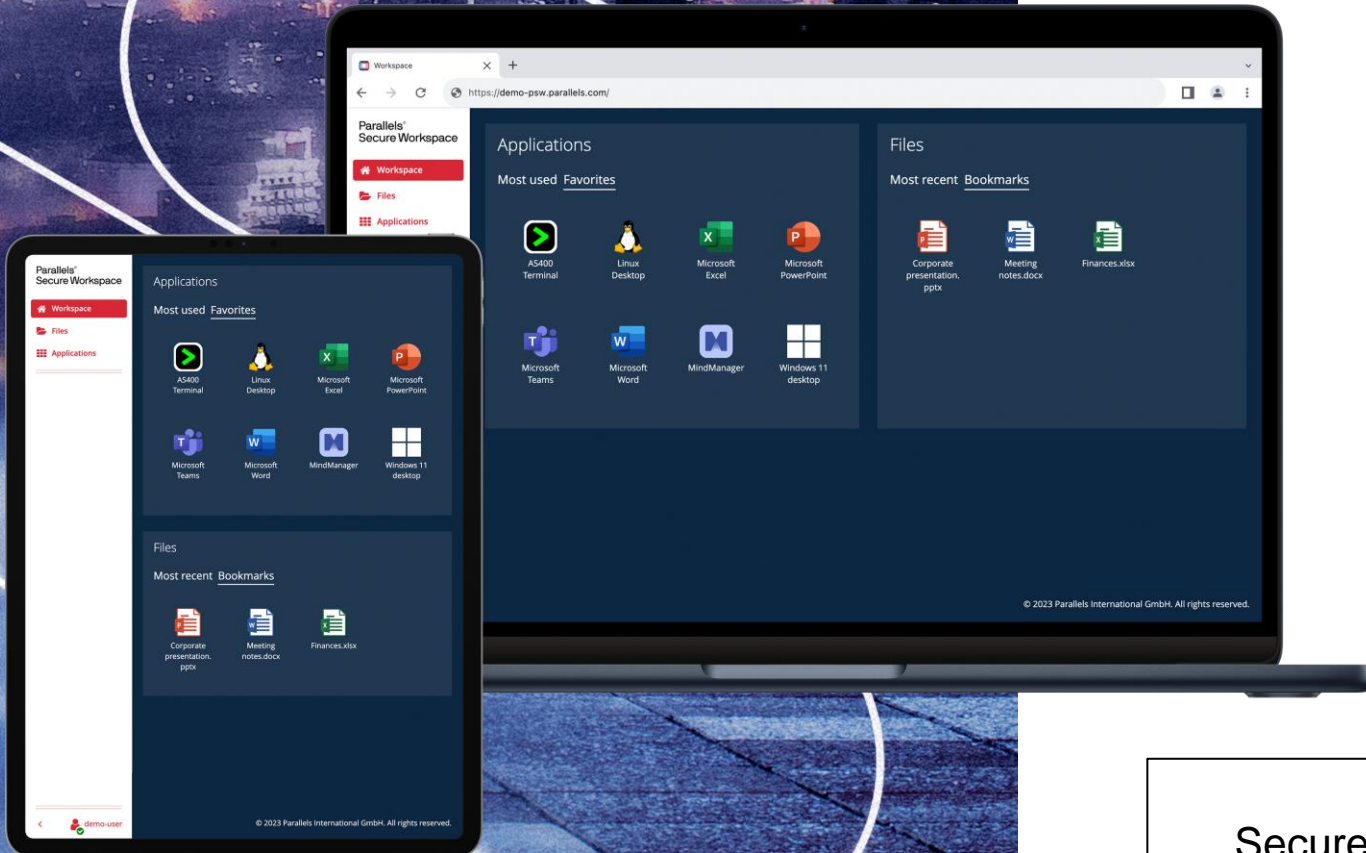 Workspace
https://demo-psw.parallels.com/
Parallels®
Secure Workspace
Workspace
Files
Applications
Applications
Most used Favorites
AS400
Terminal
Linux
Desktop
Microsoft
Excel
Microsoft
PowerPoint
Microsoft
Teams
Microsoft
Word
MindManager
Windows 11
desktop
Files
Most recent Bookmarks
Corporate
presentation.
pptx
Meeting
notes.docx
Finances.xlsx
© 2023 Parallels International GmbH. All rights reserved.
Parallels®
Secure Workspace
Workspace
Files
Applications
Applications
Most used Favorites
AS400
Terminal
Linux
Desktop
Microsoft
Excel
Microsoft
PowerPoint
Microsoft
Teams
Microsoft
Word
MindManager
Windows 11
desktop
Files
Most recent Bookmarks
Corporate
presentation.
pptx
Meeting
notes.docx
Finances.xlsx
demo-user
© 2023 Parallels International GmbH. All rights reserved.
Secure